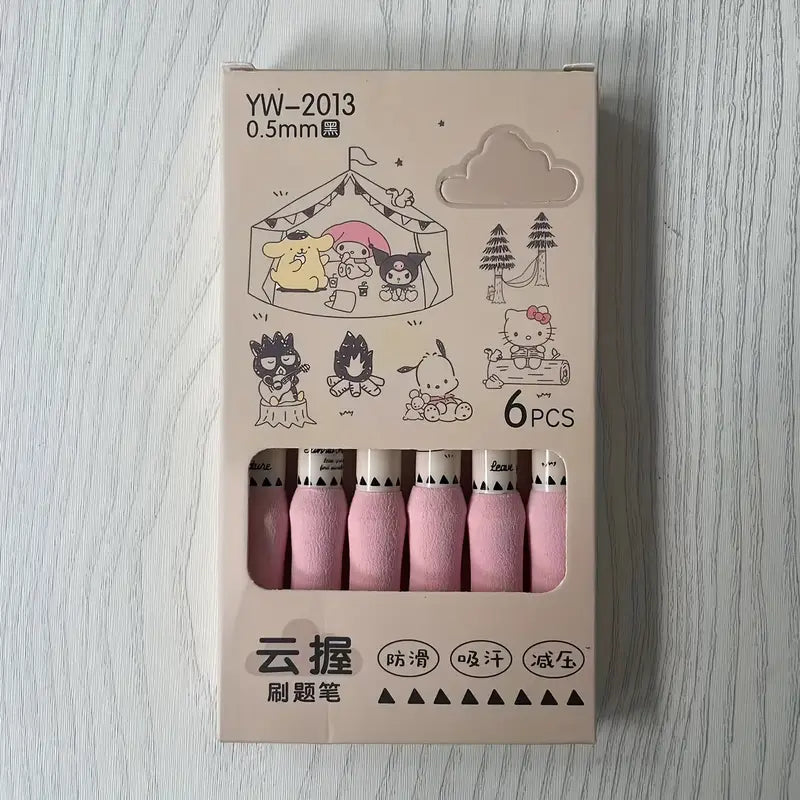 YW-2013
0.5mm黑
6PCS
leave
云握
刷题笔
防滑
吸汗
减压